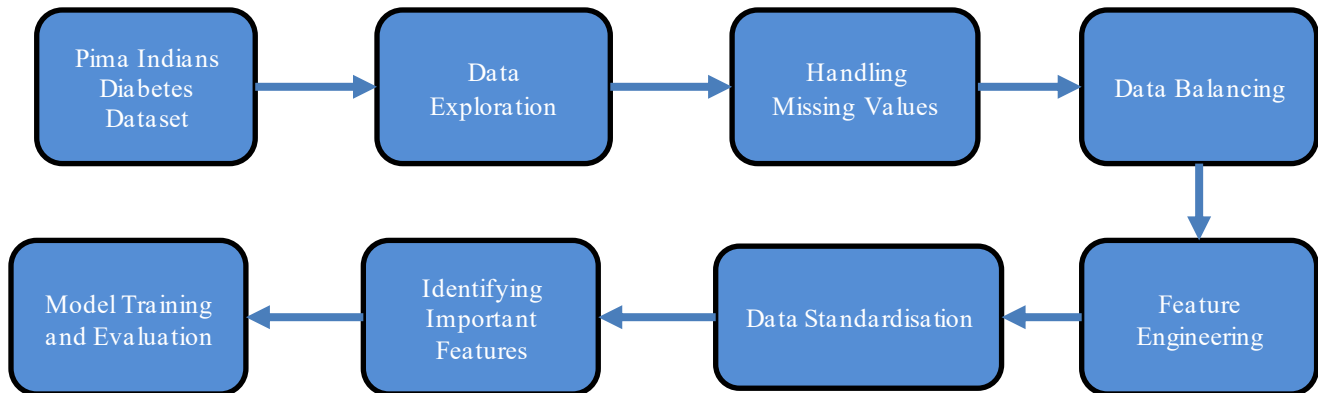 Pima Indians
Diabetes
Dataset
Data
Exploration
Handling
Missing Values
Data Balancing
Feature
Engineering
Data Standardisation
Identifying
Important
Features
Model Training
and Evaluation